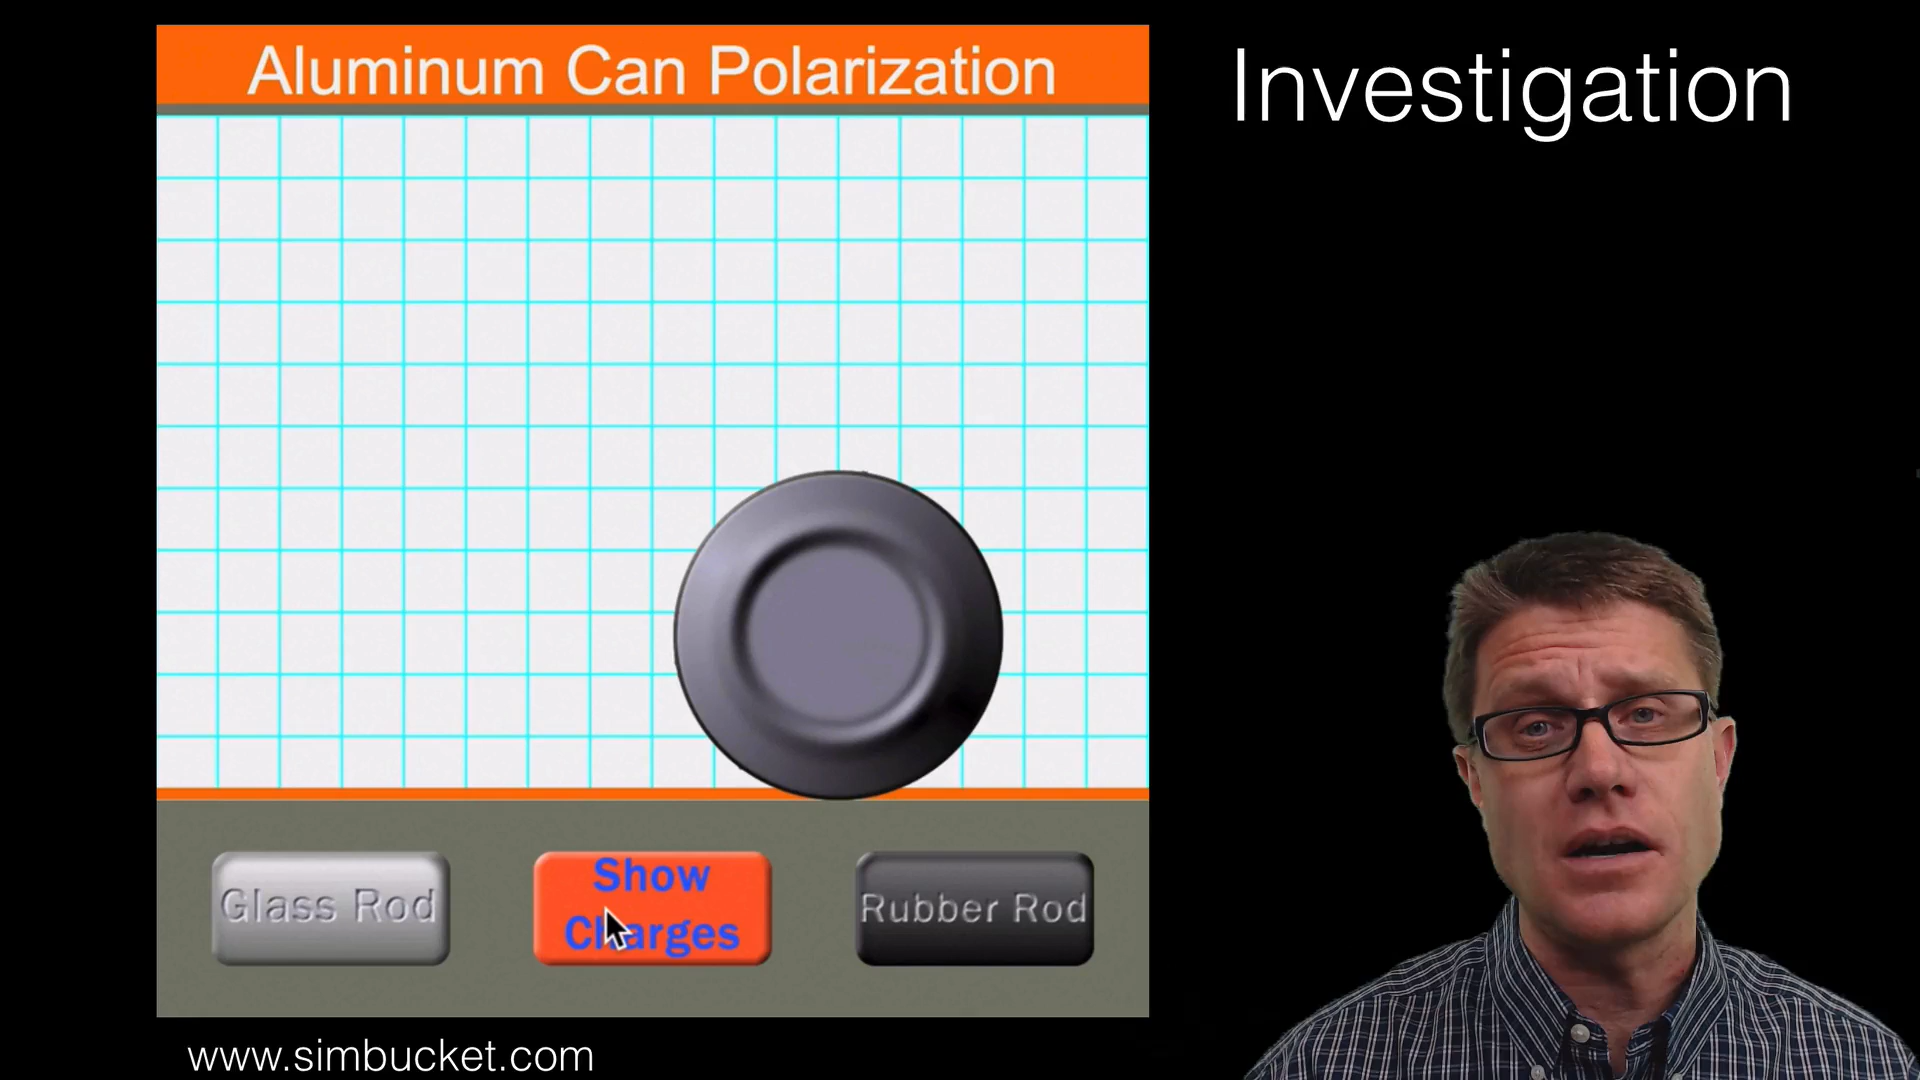 Aluminum Can Polarization
Investigation
Glass Rod
Show
Charges
Rubber Rod
www.simbucket.com